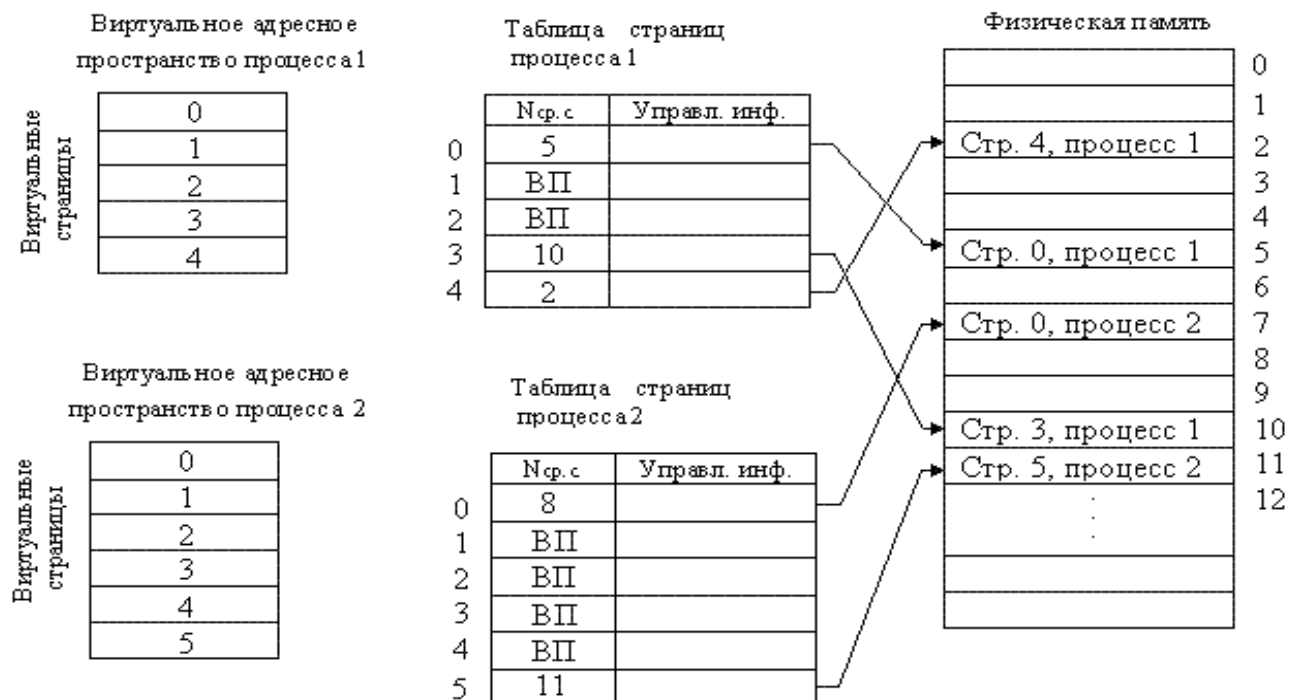 Виртуальное адресное
пространство процесса 1
Виртуальные
страницы
0
1
2
3
4
Таблица страниц
процесса 1
Nср.с Управл. инф.
0 5
1 ВП
2 ВП
3 10
4 2
Виртуальное адресное
пространство процесса 2
Виртуальные
страницы
0
1
2
3
4
5
Таблица страниц
процесса 2
Nср.с Управл. инф.
0 8
1 ВП
2 ВП
3 ВП
4 ВП
5 11
Физическая память
0
1
Стр. 4, процесс 1 2
3
4
Стр. 0, процесс 1 5
6
Стр. 0, процесс 2 7
8
9
Стр. 3, процесс 1 10
Стр. 5, процесс 2 11
12